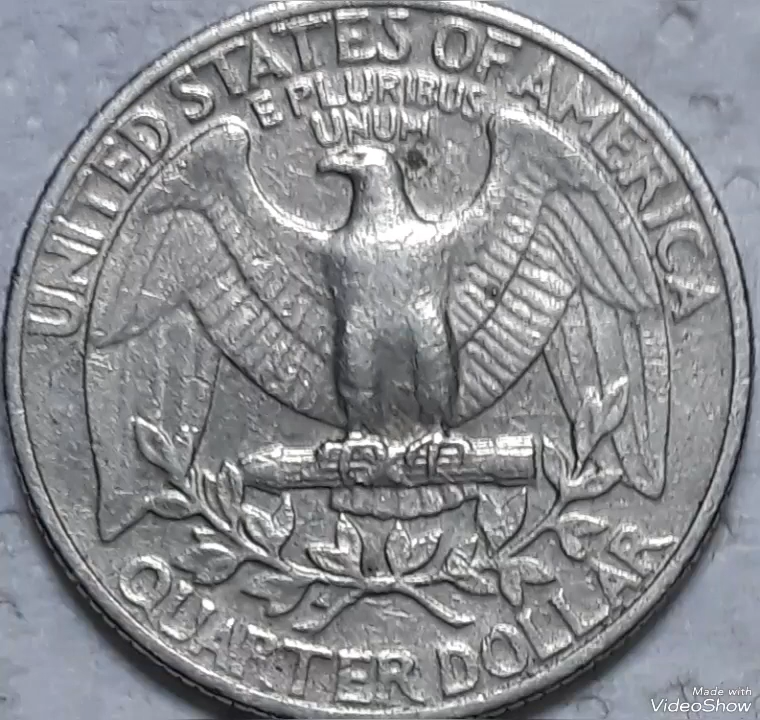 UNITED STATES OF AMERICA
E PLURIBUS
UNUM
QUARTER DOLLAR
Made with
VideoShow